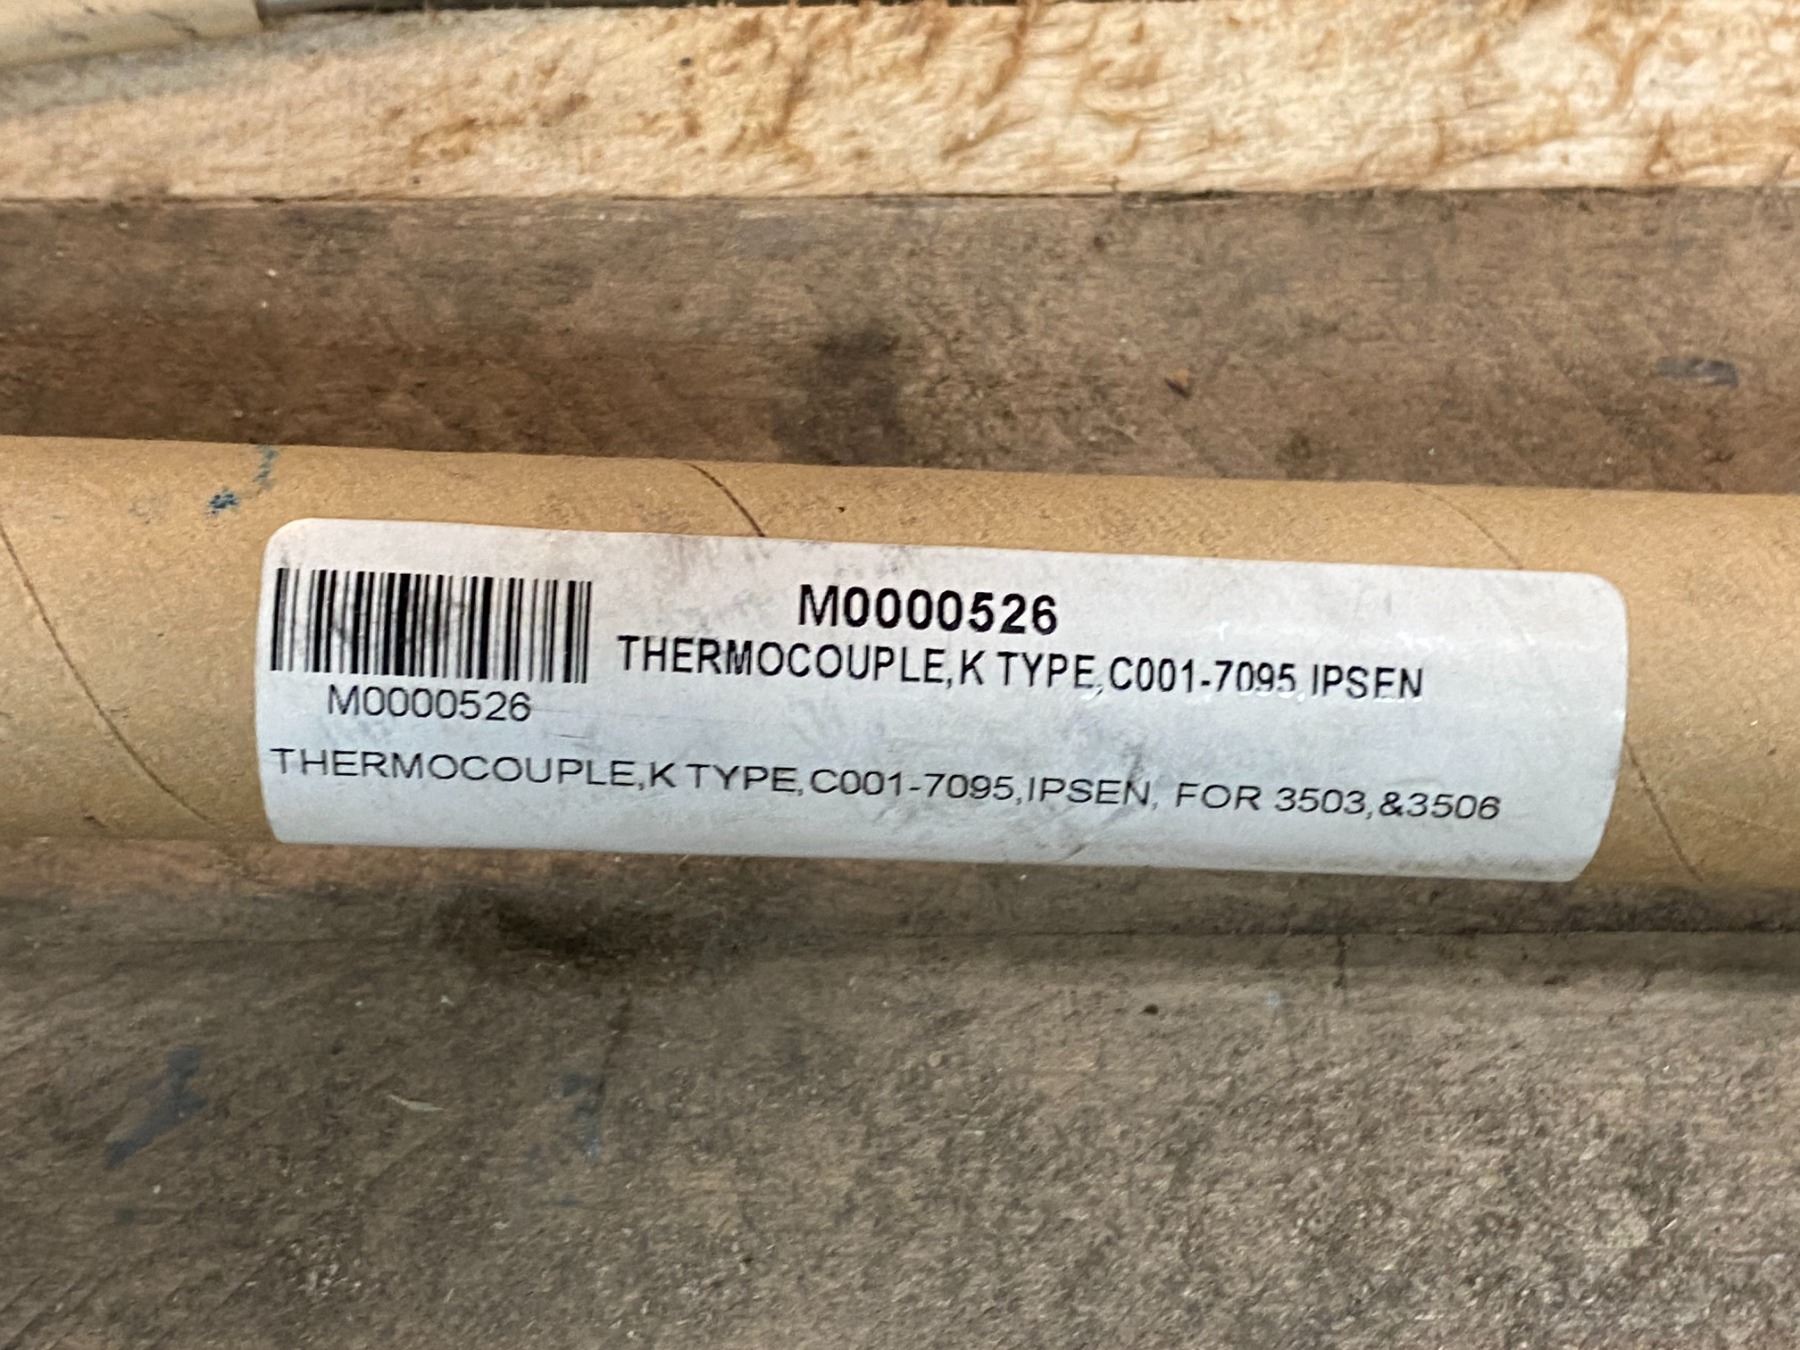 M0000526
THERMOCOUPLE,K TYPE,C001-7095,IPSEN
M0000526
THERMOCOUPLE,K TYPE,C001-7095,IPSEN, FOR 3503,&3506